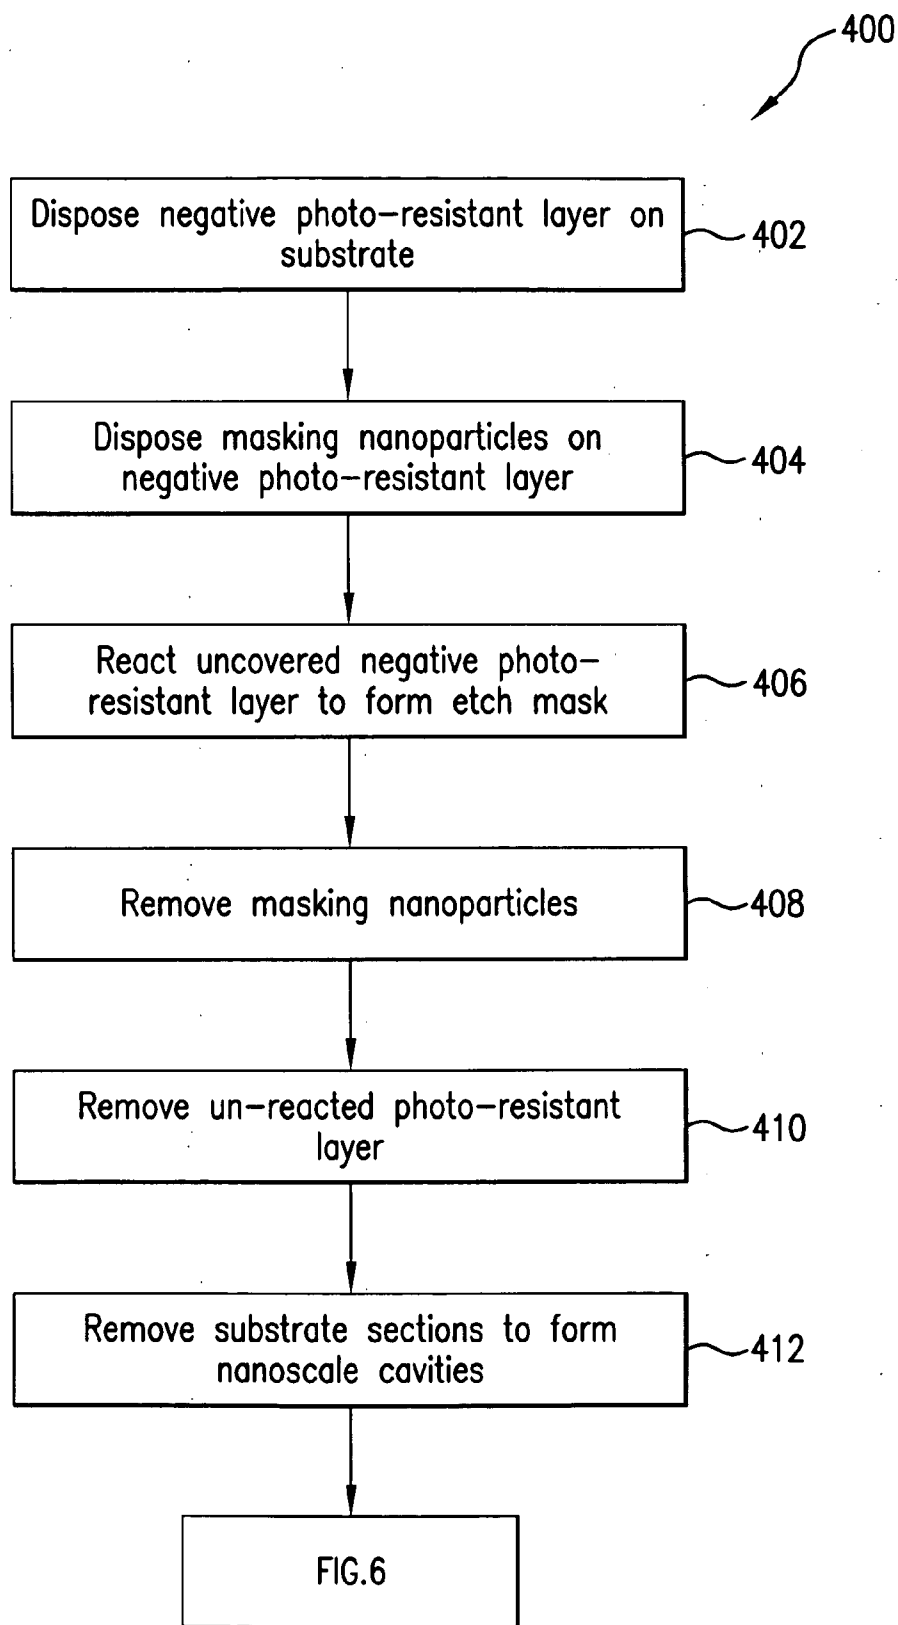 400
Dispose negative photo-resistant layer on
substrate
402
Dispose masking nanoparticles on
negative photo-resistant layer
404
React uncovered negative photo-
resistant layer to form etch mask
406
Remove masking nanoparticles
408
Remove un-reacted photo-resistant
layer
410
Remove substrate sections to form
nanoscale cavities
412
FIG.6